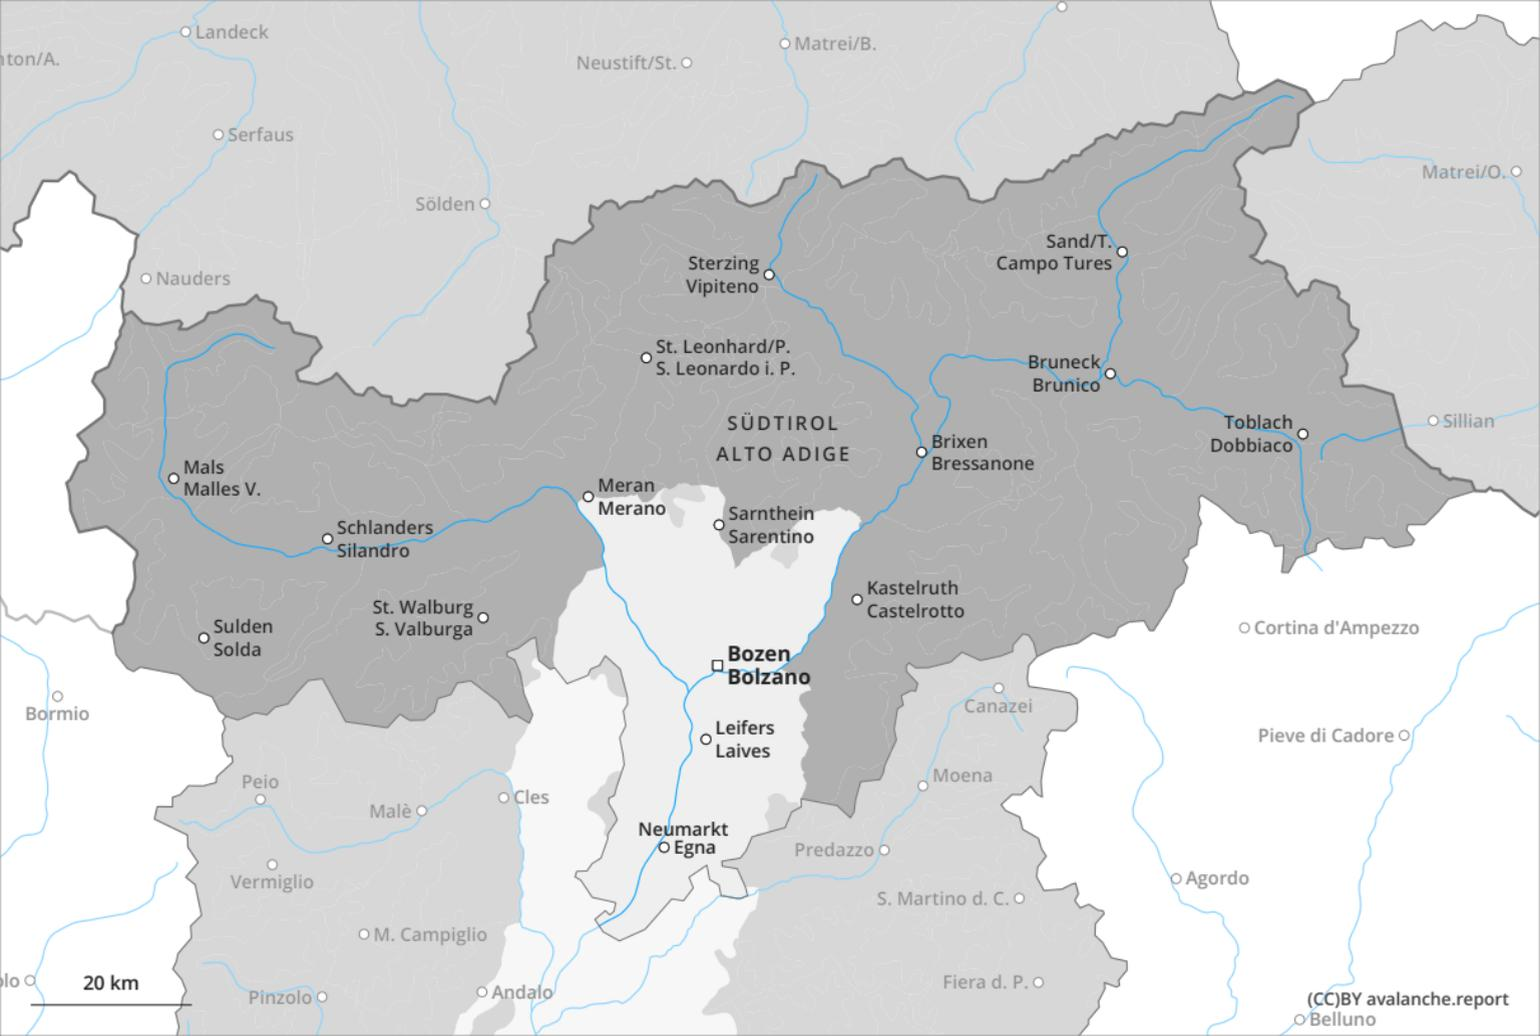 Landeck
nton/A.
Neustift/St.
Matrei/B.
Serfaus
Matrei/O.
Sölden
Nauders
Sand/T.
Campo Tures
Sterzing
Vipiteno
St. Leonhard/P.
S. Leonardo i. P.
Bruneck
Brunico
SÜDTIROL
ALTO ADIGE
Toblach
Dobbiaco
Sillian
Brixen
Bressanone
Mals
Malles V.
Meran
Merano
Schlanders
Silandro
Sarnthein
Sarentino
Kastelruth
Castelrotto
St. Walburg
S. Valburga
Sulden
Solda
Cortina d'Ampezzo
Bozen
Bolzano
Bormio
Canazei
Leifers
Laives
Pieve di Cadore
Peio
Moena
Malè
Cles
Neumarkt
Egna
Predazzo
Vermiglio
Agordo
S. Martino d. C.
M. Campiglio
olo
20 km
Pinzolo
Andalo
Fiera d. P.
(CC)BY avalanche.report
Belluno